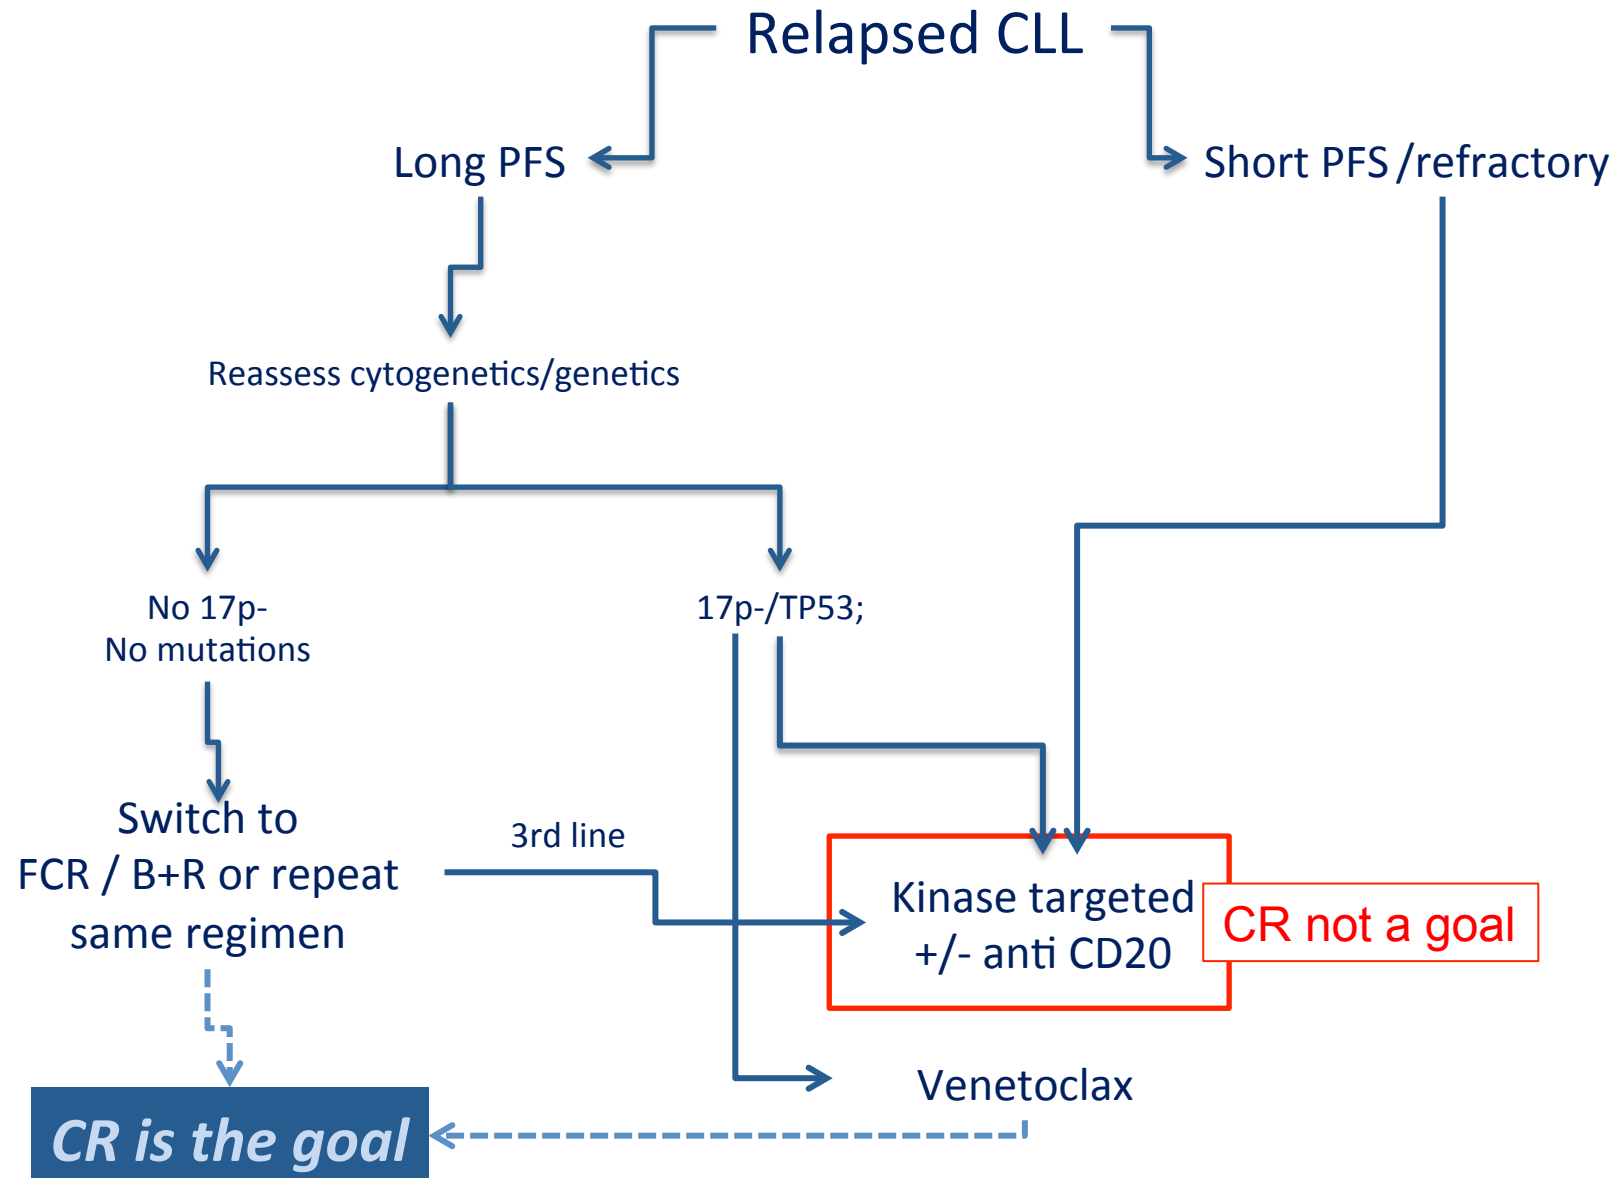 Relapsed CLL
Long PFS
Short PFS /refractory
Reassess cytogenetics/genetics
No 17p-
No mutations
17p-/TP53;
Switch to
FCR / B+R or repeat
same regimen
3rd line
Kinase targeted
+/- anti CD20
CR not a goal
Venetoclax
CR is the goal